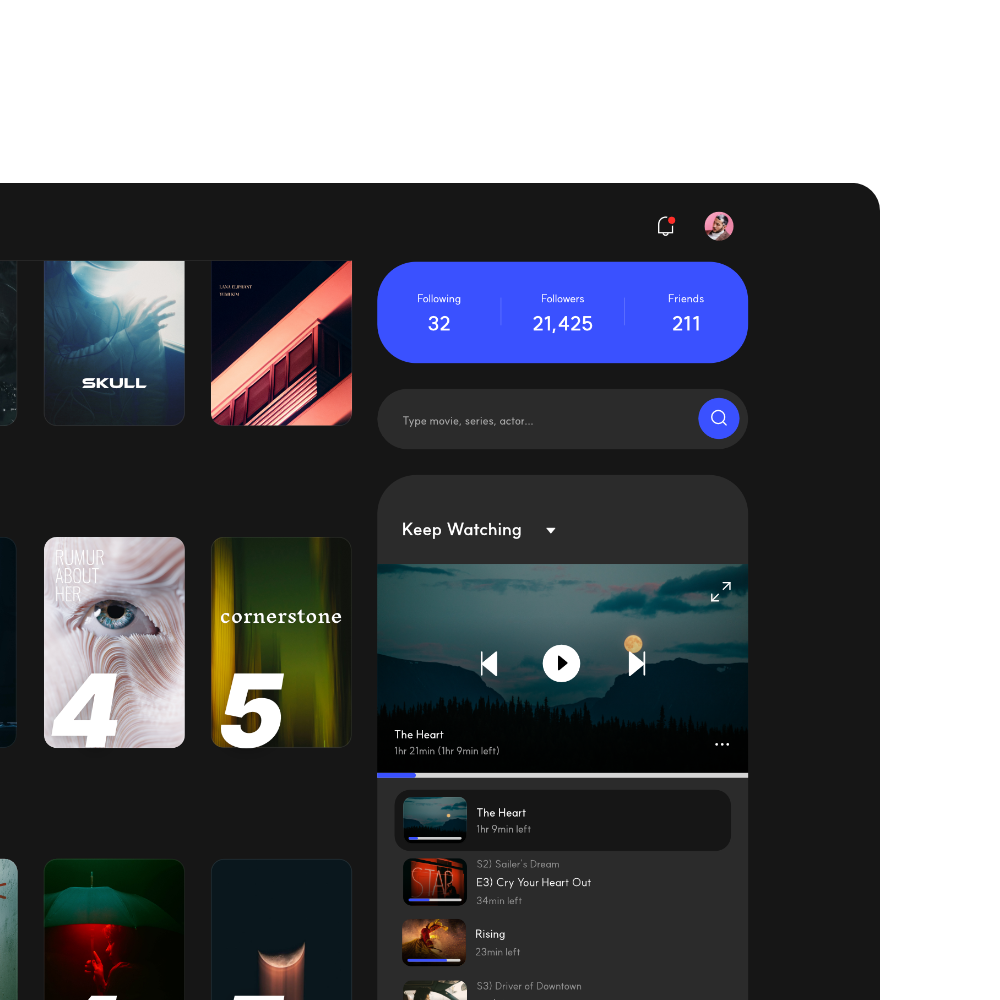 Following
32
Followers
21,425
Friends
211
SKULL
Type movie, series, actor...
Keep Watching
RUMUR
ABOUT
HER
cornerstone
4
5
The Heart
1hr 21min (1hr 9min left)
The Heart
1hr 9min left
S2) Sailer's Dream
E3) Cry Your Heart Out
34min left
STAR
Rising
23min left
S3) Driver of Downtown